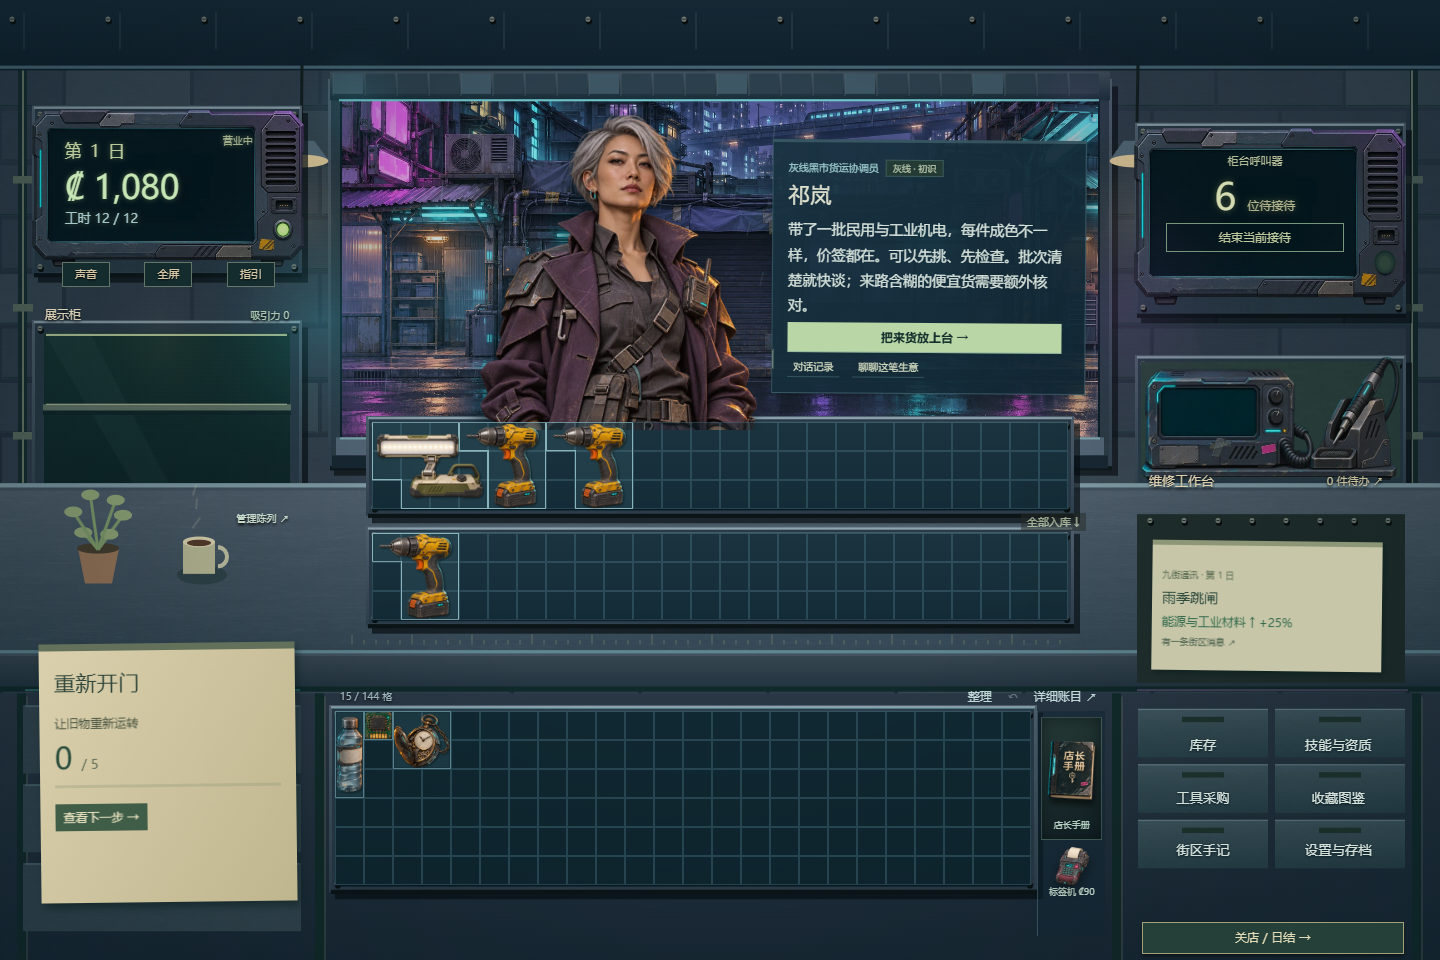 第 1 日
营业中
₡ 1,080
工时 12 / 12
声音
全屏
指引
展示柜
吸引力 0
管理陈列 ↗
灰线黑市货运协调员
灰线 · 初识
祁岚
带了一批民用与工业机电，每件成色不一
样，价签都在。可以先挑、先检查。批次清
楚就快谈；来路含糊的便宜货需要额外核
对。
把来货放上台 →
对话记录
聊聊这笔生意
柜台呼叫器
6 位待接待
结束当前接待
维修工作台
0 件待办 ↗
全部入库 ↓
九街通讯 · 第 1 日
雨季跳闸
能源与工业材料 ↑ +25%
有一条街区消息 ↗
重新开门
让旧物重新运转
0 / 5
查看下一步 →
15 / 144 格
整理
↶
详细账目 ↗
店长
手册
店长手册
标签机 ₡90
库存
技能与资质
工具采购
收藏图鉴
街区手记
设置与存档
关店 / 日结 →